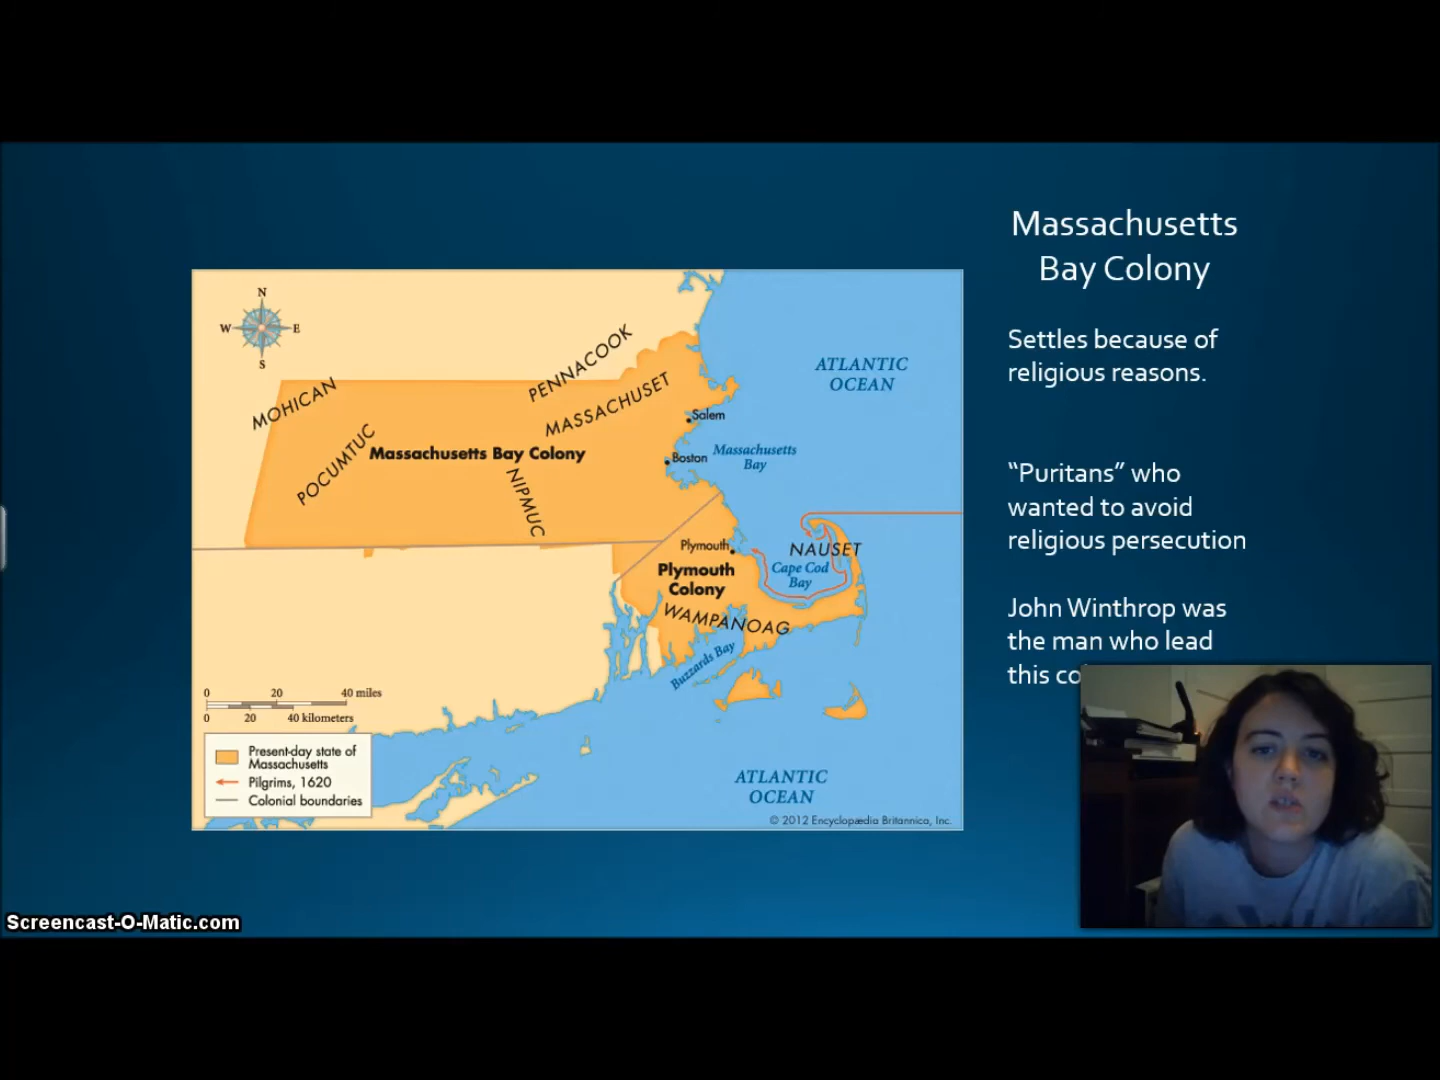 Massachusetts
Bay Colony
Settles because of
religious reasons.
“Puritans” who
wanted to avoid
religious persecution
John Winthrop was
the man who lead
this
N
W E
S
MOHICAN
PENNACOOK
MASSACHUSET
POCUMTUC
Massachusetts Bay Colony
NIPMUC
ATLANTIC
OCEAN
Salem
Boston
Massachusetts
Bay
Plymouth
Plymouth
Colony
NAUSET
Cape Cod
Bay
WAMPANOAG
Buzzards Bay
0 20 40 miles
0 20 40 kilometers
Present-day state of
Massachusetts
Pilgrims, 1620
Colonial boundaries
ATLANTIC
OCEAN
© 2012 Encyclopædia Britannica, Inc.
Screencast-O-Matic.com